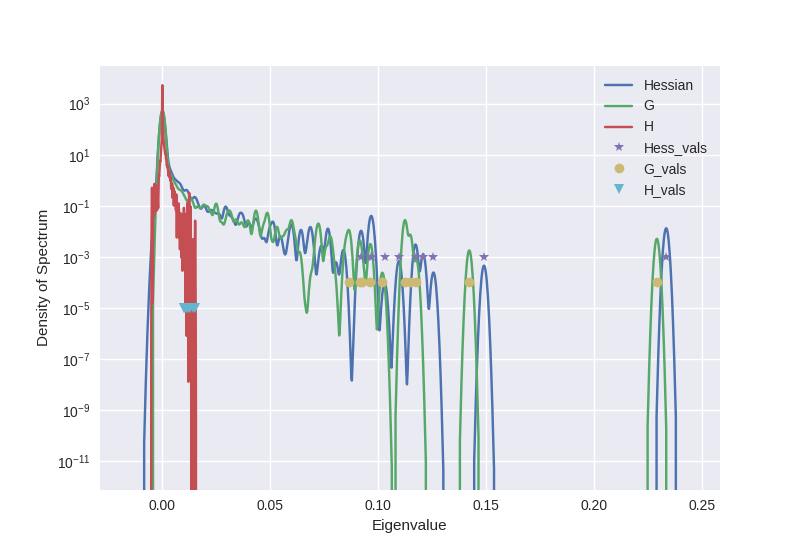 Hessian
G
H
Hess_vals
G_vals
H_vals
10^3
10^1
10^−1
10^−3
10^−5
10^−7
10^−9
10^−11
Density of Spectrum
0.00 0.05 0.10 0.15 0.20 0.25
Eigenvalue